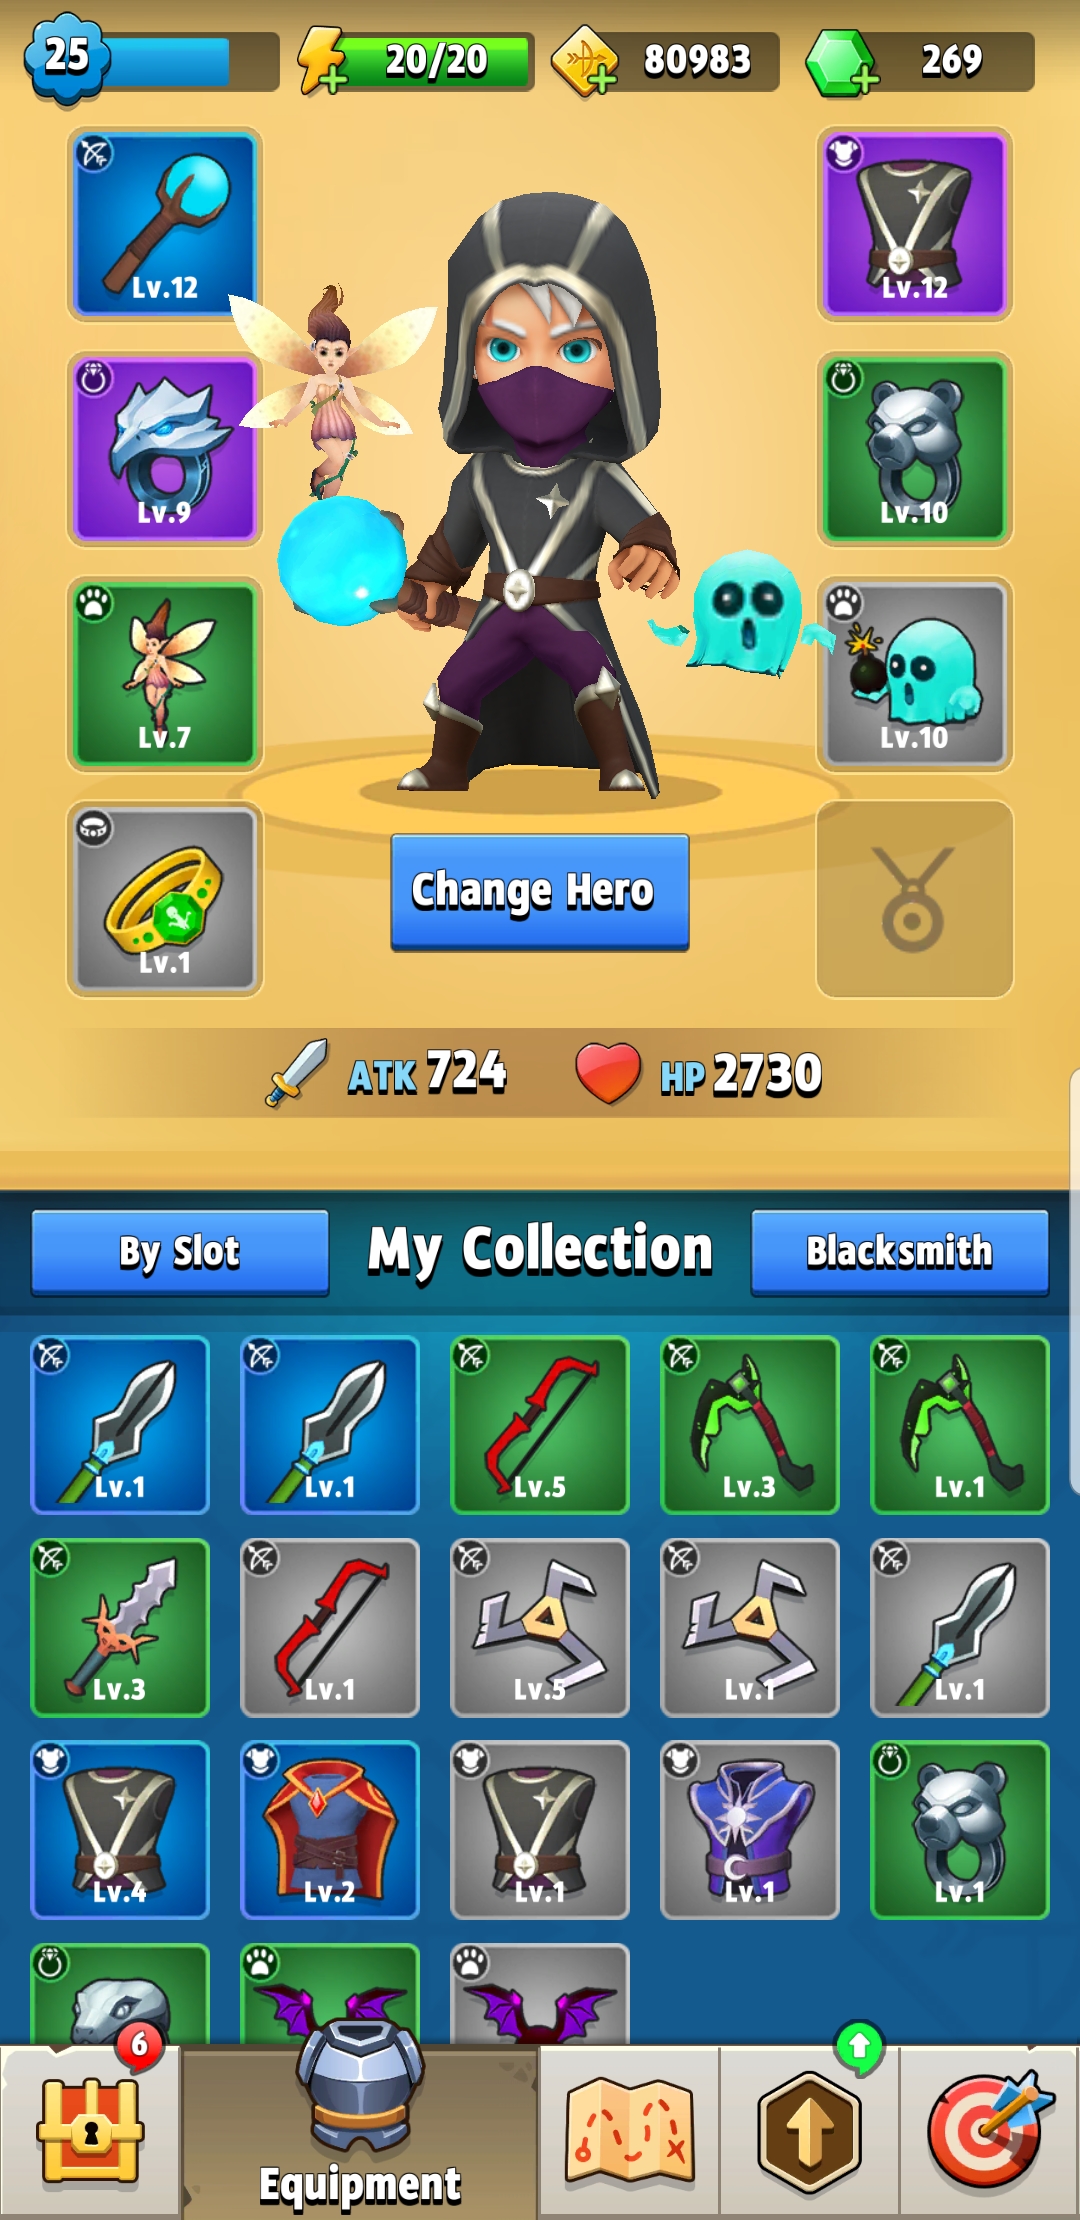 25
20/20
80983
269
Lv.12
Lv.12
Lv.9
Lv.10
Lv.7
Lv.10
Lv.1
Change Hero
ATK 724 HP 2730
By Slot My Collection Blacksmith
Lv.1 Lv.1 Lv.5 Lv.3 Lv.1
Lv.3 Lv.1 Lv.5 Lv.1 Lv.1
Lv.4 Lv.2 Lv.1 Lv.1 Lv.1
6
Equipment